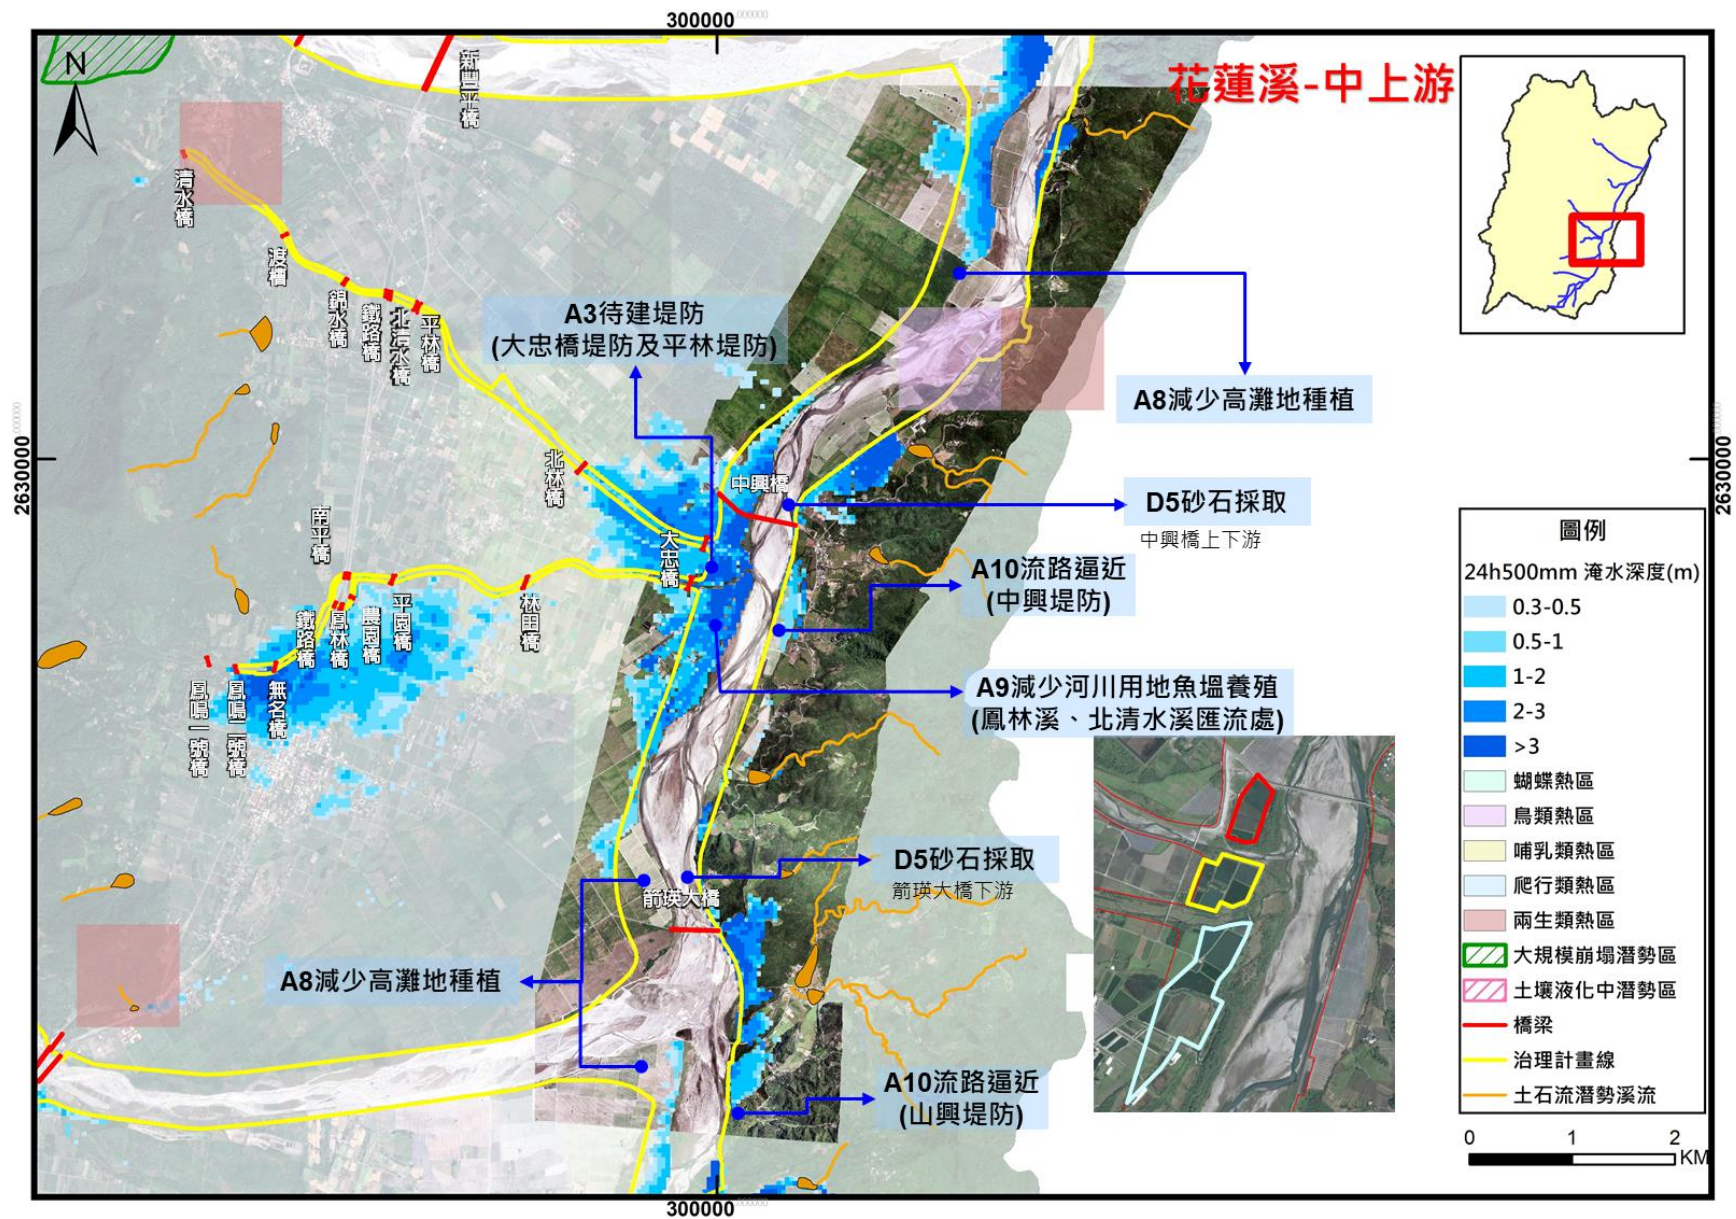 300000.000000
花蓮溪-中上游
N
新豐平橋
清水橋
渡槽
錦水橋
鐵路橋
北清水橋
平林橋
A3待建堤防
(大忠橋堤防及平林堤防)
A8減少高灘地種植
2630000.000000
2630000.000000
北林橋
中興橋
D5砂石採取
中興橋上下游
南平橋
大忠橋
A10流路逼近
(中興堤防)
鐵路橋
鳳林橋
農園橋
平園橋
林田橋
鳳鳴一號橋
鳳鳴二號橋
無名橋
A9減少河川用地魚塭養殖
(鳳林溪、北清水溪匯流處)
D5砂石採取
箭瑛大橋下游
箭瑛大橋
A8減少高灘地種植
A10流路逼近
(山興堤防)
圖例
24h500mm 淹水深度(m)
0.3-0.5
0.5-1
1-2
2-3
>3
蝴蝶熱區
鳥類熱區
哺乳類熱區
爬行類熱區
兩生類熱區
大規模崩塌潛勢區
土壤液化中潛勢區
橋梁
治理計畫線
土石流潛勢溪流
0 1 2
KM
300000.000000